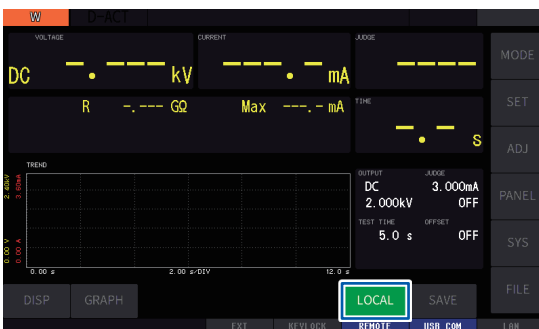 W D-ACT
VOLTAGE CURRENT JUDGE
DC -.--- kV ---.- mA ----
MODE
R -.--- GΩ Max ---.- mA
TIME
-.- s
SET
ADJ
TREND
2.40kV 3.60mA
0.00 V 0.00 A
0.00 s 2.00 s/DIV 12.0 s
OUTPUT JUDGE
DC 3.000mA
2.000kV OFF
TEST TIME OFFSET
5.0 s OFF
PANEL
SYS
FILE
DISP GRAPH LOCAL SAVE
EXT KEYLOCK REMOTE USB COM LAN